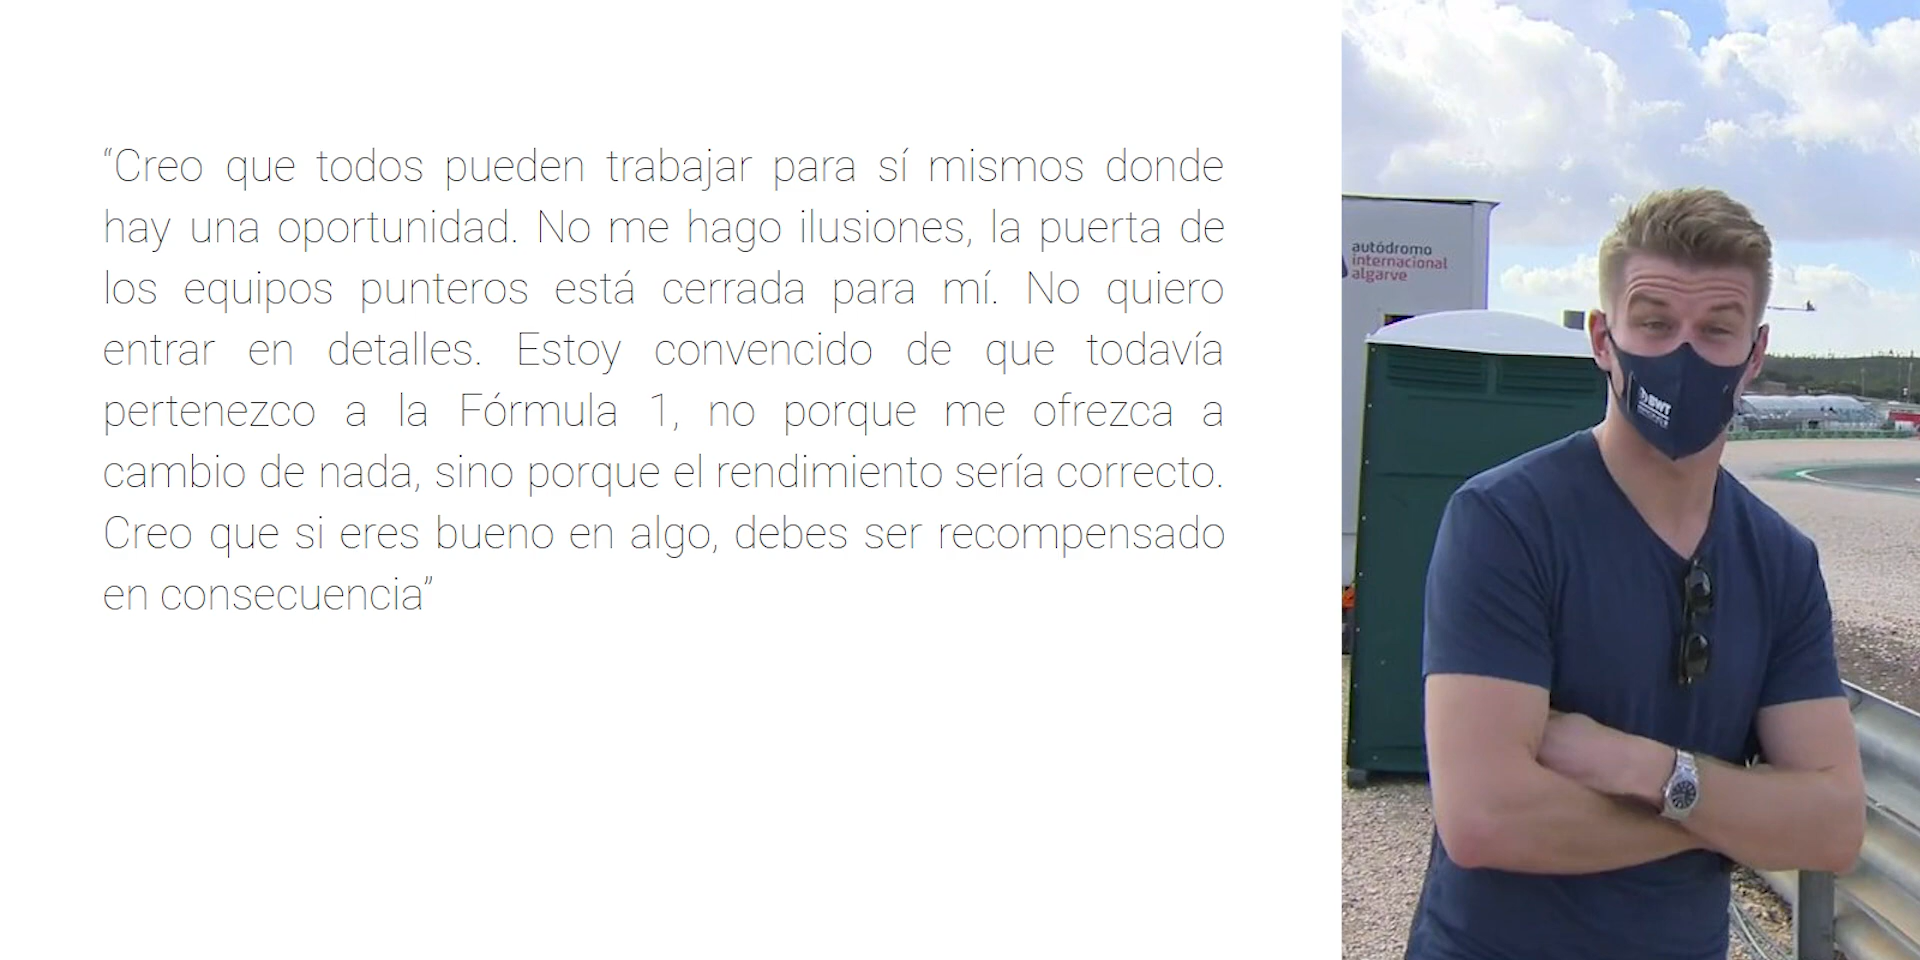 “Creo que todos pueden trabajar para sí mismos donde
hay una oportunidad. No me hago ilusiones, la puerta de
los equipos punteros está cerrada para mí. No quiero
entrar en detalles. Estoy convencido de que todavía
pertenezco a la Fórmula 1, no porque me ofrezca a
cambio de nada, sino porque el rendimiento sería correcto.
Creo que si eres bueno en algo, debes ser recompensado
en consecuencia”
autódromo
internacional
algarve
BWT